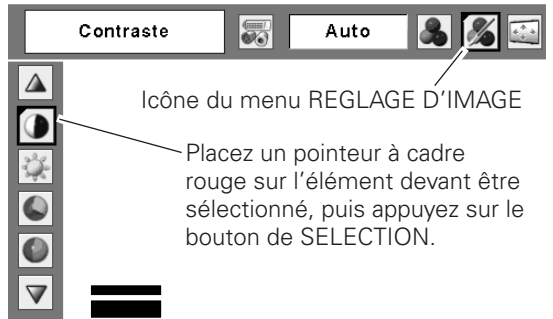 Contraste
Auto
Icône du menu REGLAGE D'IMAGE
Placez un pointeur à cadre
rouge sur l'élément devant être
sélectionné, puis appuyez sur le
bouton de SELECTION.